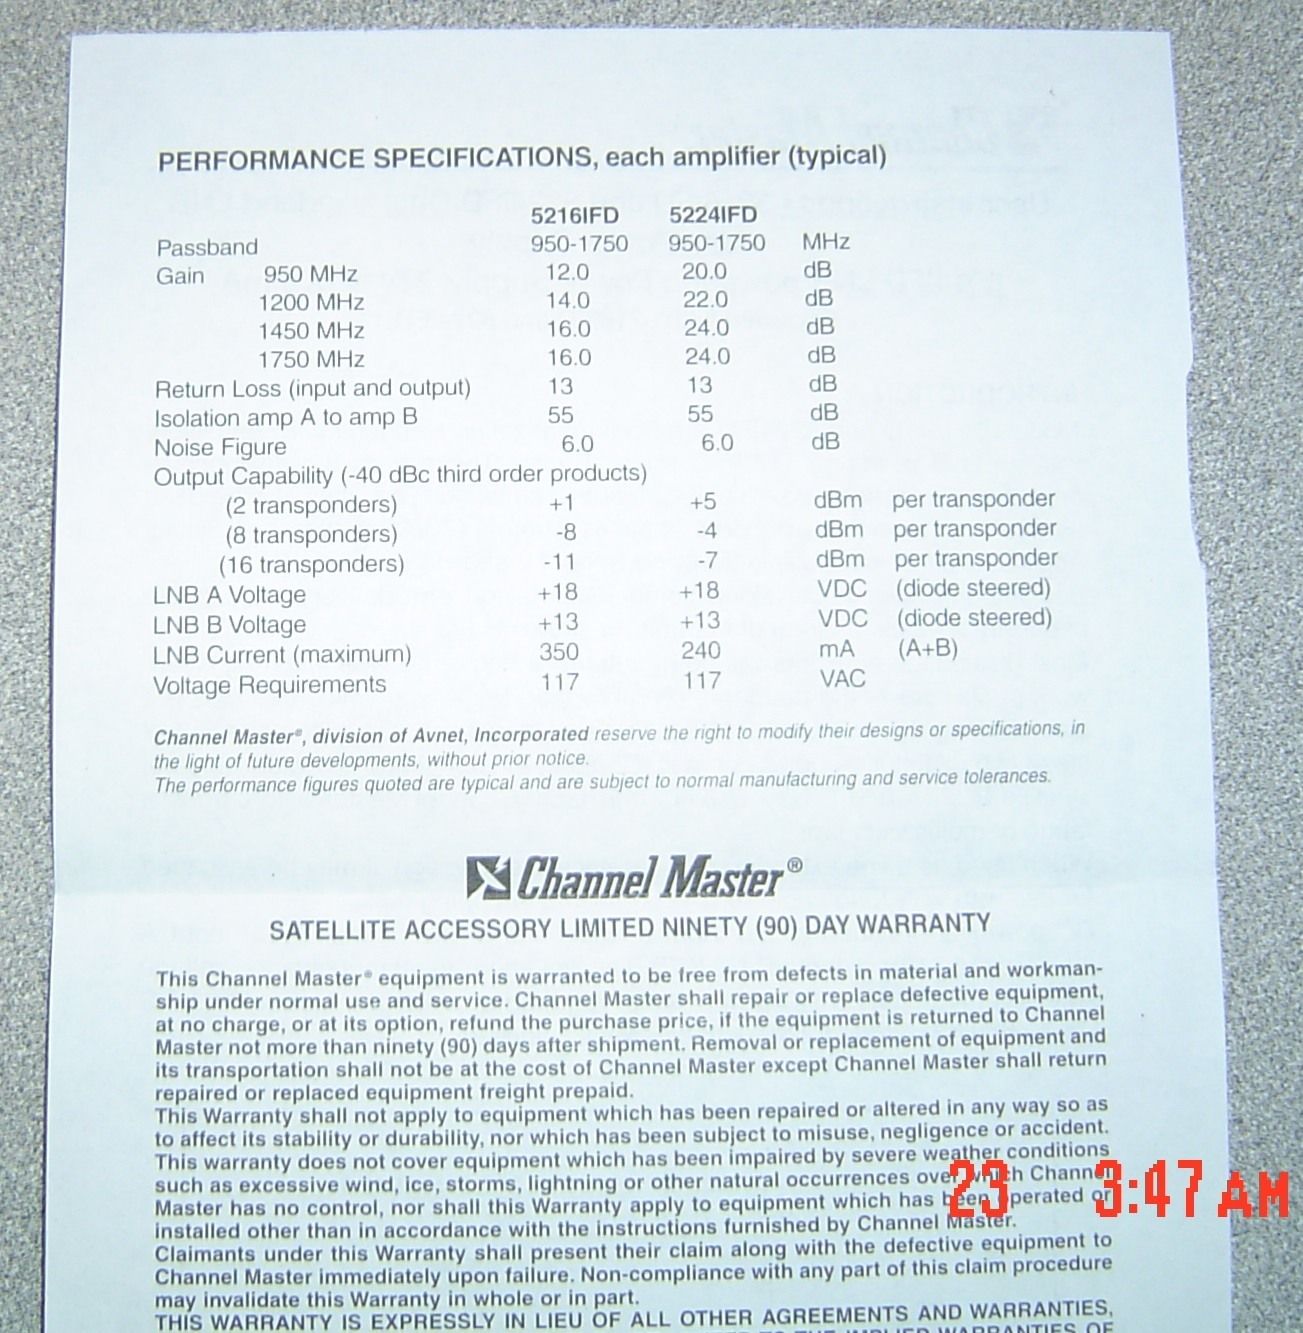 PERFORMANCE SPECIFICATIONS, each amplifier (typical)
5216IFD 5224IFD
Passband 950-1750 950-1750 MHz
Gain 950 MHz 12.0 20.0 dB
1200 MHz 14.0 22.0 dB
1450 MHz 16.0 24.0 dB
1750 MHz 16.0 24.0 dB
Return Loss (input and output) 13 13 dB
Isolation amp A to amp B 55 55 dB
Noise Figure 6.0 6.0 dB
Output Capability (-40 dBc third order products)
(2 transponders) +1 +5 dBm per transponder
(8 transponders) -8 -4 dBm per transponder
(16 transponders) -11 -7 dBm per transponder
LNB A Voltage +18 +18 VDC (diode steered)
LNB B Voltage +13 +13 VDC (diode steered)
LNB Current (maximum) 350 240 mA (A+B)
Voltage Requirements 117 117 VAC
Channel Master®, division of Avnet, Incorporated reserve the right to modify their designs or specifications, in
the light of future developments, without prior notice.
The performance figures quoted are typical and are subject to normal manufacturing and service tolerances.
Channel Master®
SATELLITE ACCESSORY LIMITED NINETY (90) DAY WARRANTY
This Channel Master® equipment is warranted to be free from defects in material and workman-
ship under normal use and service. Channel Master shall repair or replace defective equipment,
at no charge, or at its option, refund the purchase price, if the equipment is returned to Channel
Master not more than ninety (90) days after shipment. Removal or replacement of equipment and
its transportation shall not be at the cost of Channel Master except Channel Master shall return
repaired or replaced equipment freight prepaid.
This Warranty shall not apply to equipment which has been repaired or altered in any way so as
to affect its stability or durability, nor which has been subject to misuse, negligence or accident.
This warranty does not cover equipment which has been impaired by severe weather conditions
such as excessive wind, ice, storms, lightning or other natural occurrences over which Channel
Master has no control, nor shall this Warranty apply to equipment which has been operated or
installed other than in accordance with the instructions furnished by Channel Master.
Claimants under this Warranty shall present their claim along with the defective equipment to
Channel Master immediately upon failure. Non-compliance with any part of this claim procedure
may invalidate this Warranty in whole or in part.
THIS WARRANTY IS EXPRESSLY IN LIEU OF ALL OTHER AGREEMENTS AND WARRANTIES,
TO THE IMPLIED WARRANTIES OF
23 3:47 AM